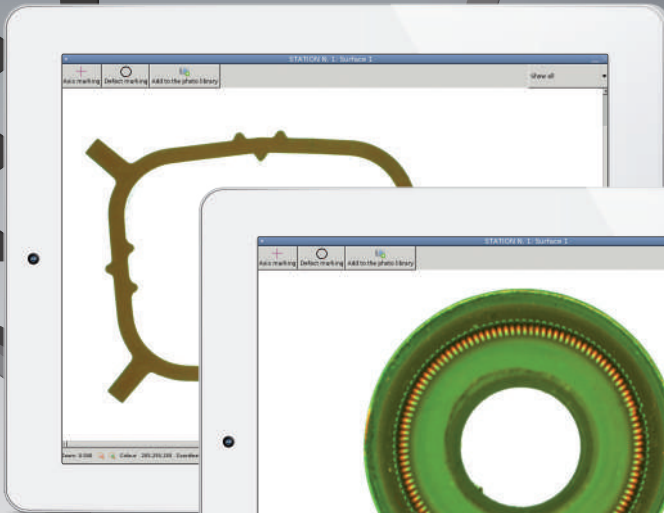 STATION N. 1: Surface 1
Axis marking
Defect marking
Add to the photo library
Show all
STATION N. 1: Surface 1
Axis marking
Defect marking
Add to the photo library
Colour